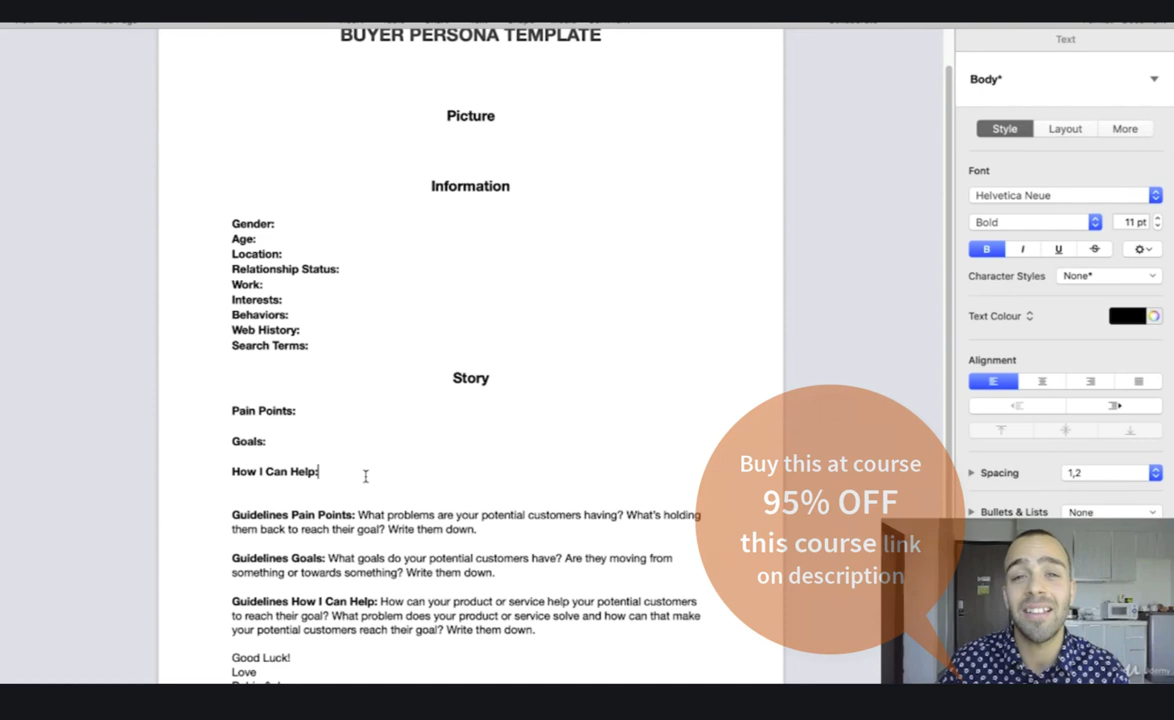 BUYER PERSONA TEMPLATE
Picture
Information
Gender:
Age:
Location:
Relationship Status:
Work:
Interests:
Behaviors:
Web History:
Search Terms:
Story
Pain Points:
Goals:
How I Can Help:
Guidelines Pain Points: What problems are your potential customers having? What's holding
them back to reach their goal? Write them down.
Guidelines Goals: What goals do your potential customers have? Are they moving from
something or towards something? Write them down.
Guidelines How I Can Help: How can your product or service help your potential customers
to reach their goal? What problem does your product or service solve and how can that make
your potential customers reach their goal? Write them down.
Good Luck!
Love
Text
Body*
Style Layout More
Font
Helvetica Neue
Bold 11 pt
B I U S
Character Styles None*
Text Colour
Alignment
Spacing 1,2
Bullets & Lists None
Buy this at course
95% OFF
this course link
on description
Udemy